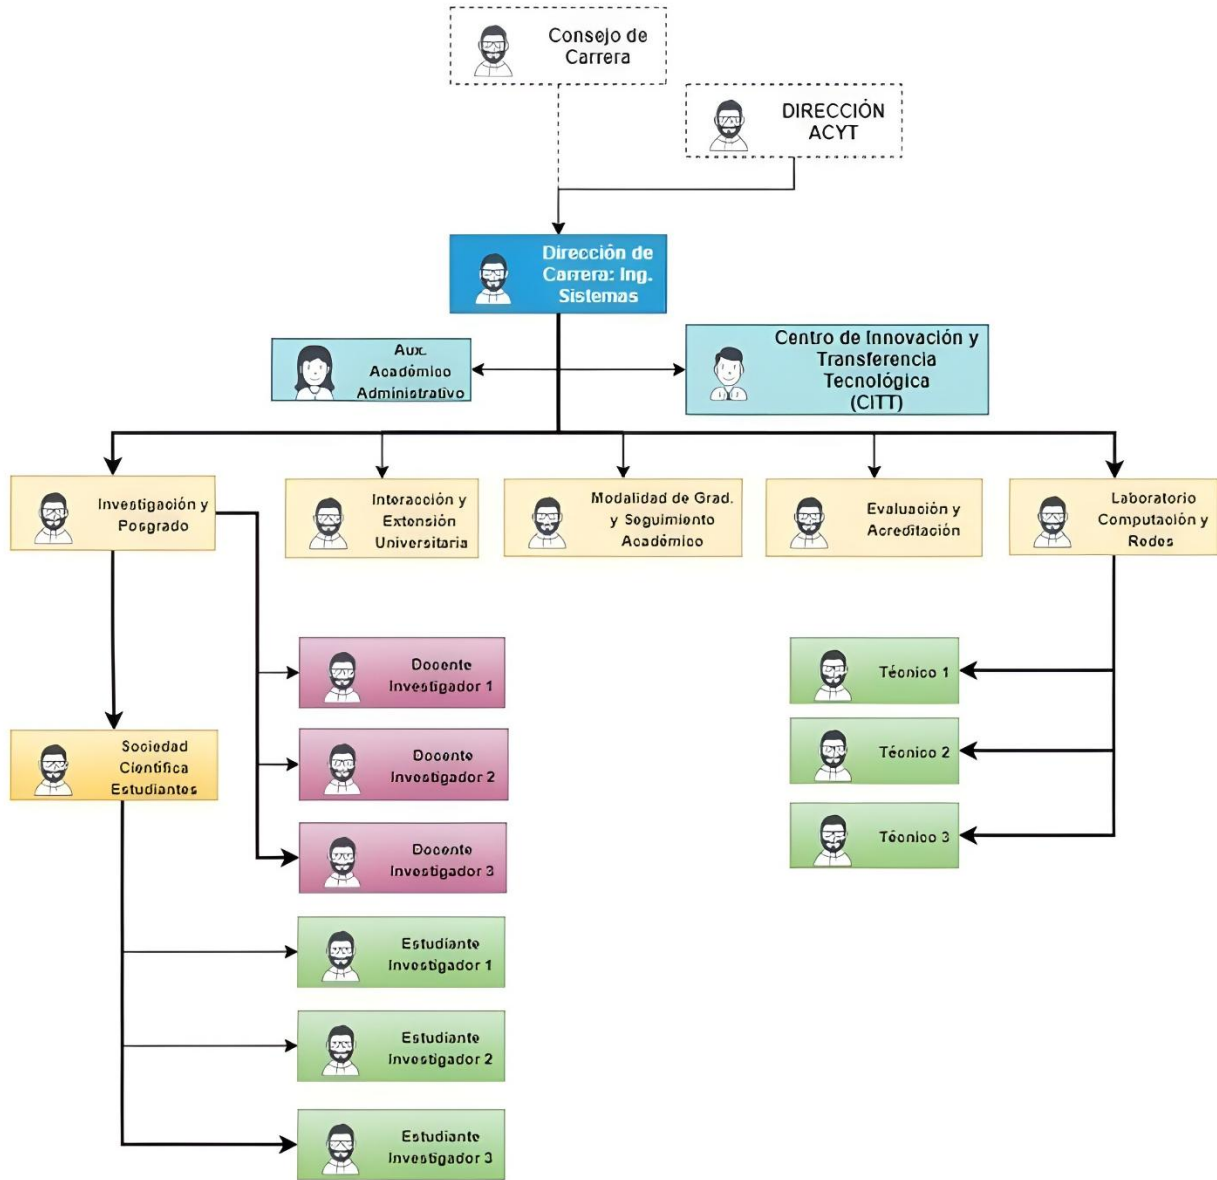 Consejo de
Carrera
DIRECCIÓN
ACYT
Dirección de
Carrera: Ing.
Sistemas
Aux.
Académico
Administrativo
Centro de Innovación y
Transferencia
Tecnológica
(CITT)
Investigación y
Posgrado
Interacción y
Extensión
Universitaria
Modalidad de Grad.
y Seguimiento
Académico
Evaluación y
Acreditación
Laboratorio
Computación y
Redes
Docente
Investigador 1
Técnico 1
Sociedad
Científica
Estudiantes
Docente
Investigador 2
Técnico 2
Docente
Investigador 3
Técnico 3
Estudiante
Investigador 1
Estudiante
Investigador 2
Estudiante
Investigador 3